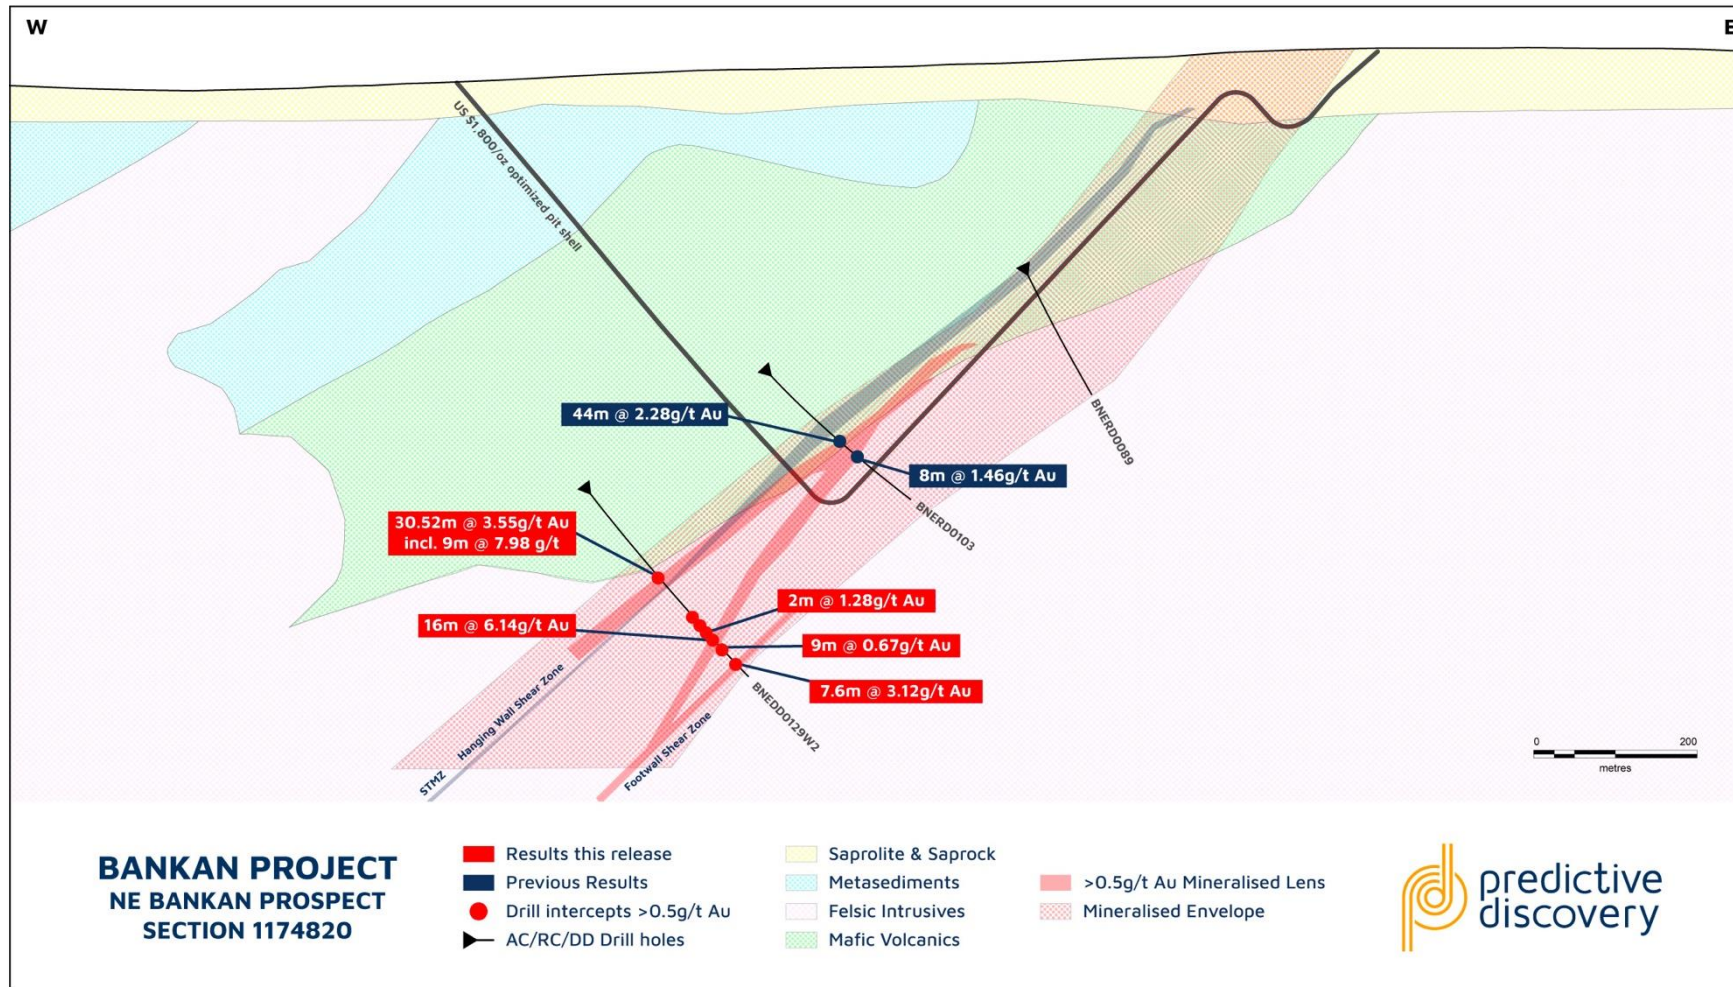 W
E
US $1,800/oz optimized pit shell
44m @ 2.28g/t Au
8m @ 1.46g/t Au
BNERD0089
BNERD0103
30.52m @ 3.55g/t Au
incl. 9m @ 7.98 g/t
2m @ 1.28g/t Au
16m @ 6.14g/t Au
9m @ 0.67g/t Au
7.6m @ 3.12g/t Au
BNEDD0129W2
Hanging Wall Shear Zone
STMZ
Footwall Shear Zone
0 200
metres
BANKAN PROJECT
NE BANKAN PROSPECT
SECTION 1174820
Results this release
Previous Results
Drill intercepts >0.5g/t Au
AC/RC/DD Drill holes
Saprolite & Saprock
Metasediments
Felsic Intrusives
Mafic Volcanics
>0.5g/t Au Mineralised Lens
Mineralised Envelope
predictive
discovery